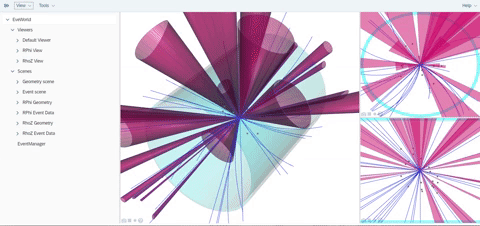 View
Tools
Help
EveWorld
Viewers
Default Viewer
RPhi View
RhoZ View
Scenes
Geometry scene
Event scene
RPhi Geometry
RPhi Event Data
RhoZ Geometry
RhoZ Event Data
EventManager